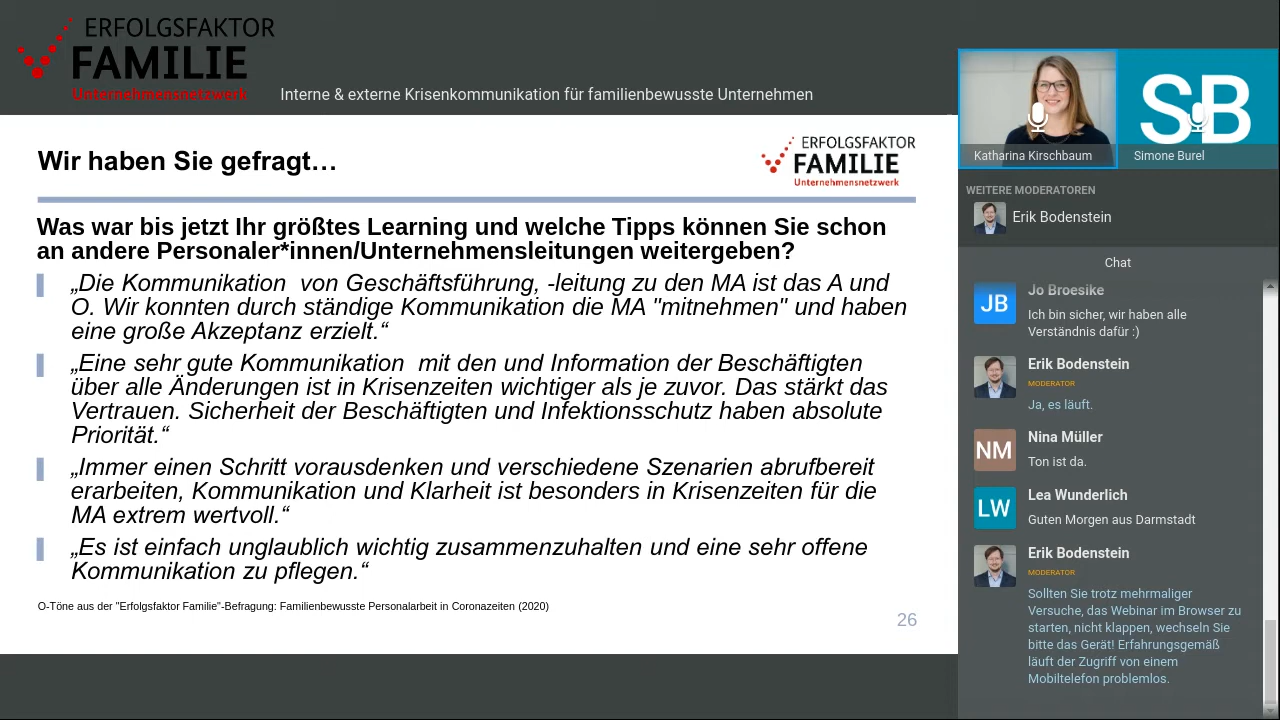 ERFOLGSFAKTOR
FAMILIE
Unternehmensnetzwerk
Interne & externe Krisenkommunikation für familienbewusste Unternehmen
Wir haben Sie gefragt…
ERFOLGSFAKTOR
FAMILIE
Unternehmensnetzwerk
Was war bis jetzt Ihr größtes Learning und welche Tipps können Sie schon
an andere Personaler*innen/Unternehmensleitungen weitergeben?
„Die Kommunikation  von Geschäftsführung, -leitung zu den MA ist das A und
O. Wir konnten durch ständige Kommunikation die MA "mitnehmen" und haben
eine große Akzeptanz erzielt.“
„Eine sehr gute Kommunikation  mit den und Information der Beschäftigten
über alle Änderungen ist in Krisenzeiten wichtiger als je zuvor. Das stärkt das
Vertrauen. Sicherheit der Beschäftigten und Infektionsschutz haben absolute
Priorität.“
„Immer einen Schritt vorausdenken und verschiedene Szenarien abrufbereit
erarbeiten, Kommunikation und Klarheit ist besonders in Krisenzeiten für die
MA extrem wertvoll.“
„Es ist einfach unglaublich wichtig zusammenzuhalten und eine sehr offene
Kommunikation zu pflegen.“
O-Töne aus der "Erfolgsfaktor Familie"-Befragung: Familienbewusste Personalarbeit in Coronazeiten (2020)
26
SB
Katharina Kirschbaum
Simone Burel
WEITERE MODERATOREN
Erik Bodenstein
Chat
JB
Jo Broesike
Ich bin sicher, wir haben alle
Verständnis dafür :)
Erik Bodenstein
MODERATOR
Ja, es läuft.
NM
Nina Müller
Ton ist da.
LW
Lea Wunderlich
Guten Morgen aus Darmstadt
Erik Bodenstein
MODERATOR
Sollten Sie trotz mehrmaliger
Versuche, das Webinar im Browser zu
starten, nicht klappen, wechseln Sie
bitte das Gerät! Erfahrungsgemäß
läuft der Zugriff von einem
Mobiltelefon problemlos.